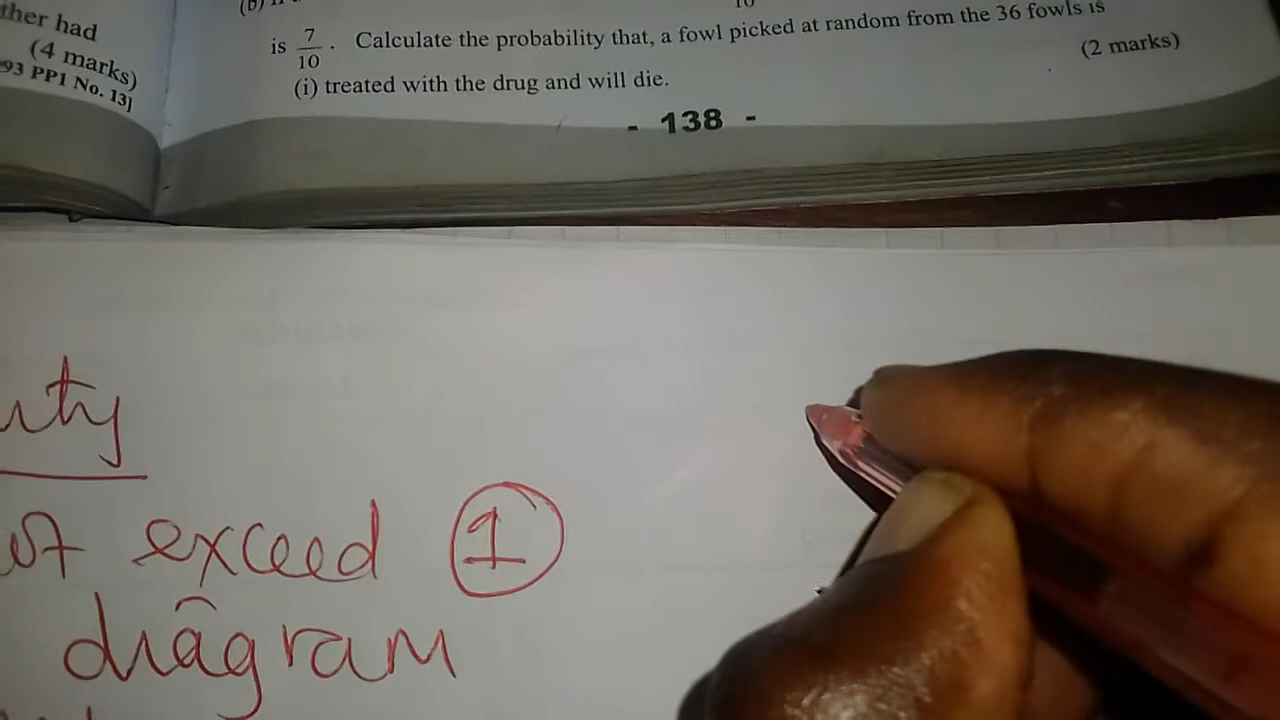 ther had
(4 marks)
93 PP1 No. 13]
(b)
10
is 7/10 . Calculate the probability that, a fowl picked at random from the 36 fowls is
(2 marks)
(i) treated with the drug and will die.
- 138 -
exceed 1
diagram